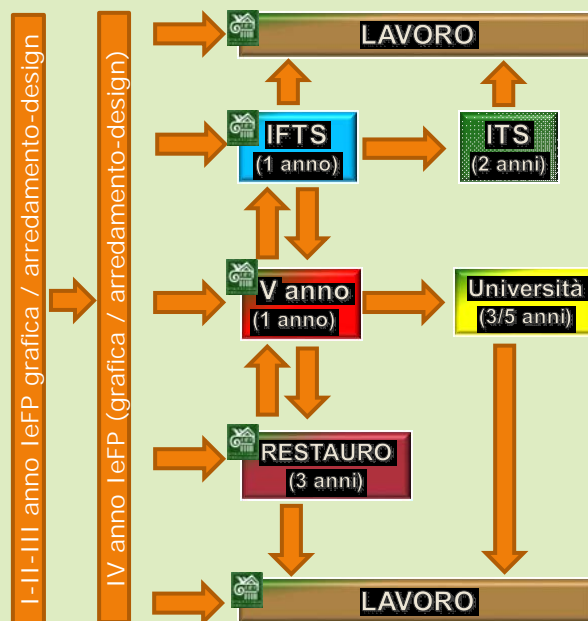 I-II-III anno IeFP grafica / arredamento-design
IV anno IeFP (grafica / arredamento-design)
LAVORO
IFTS
(1 anno)
ITS
(2 anni)
V anno
(1 anno)
Università
(3/5 anni)
RESTAURO
(3 anni)
LAVORO